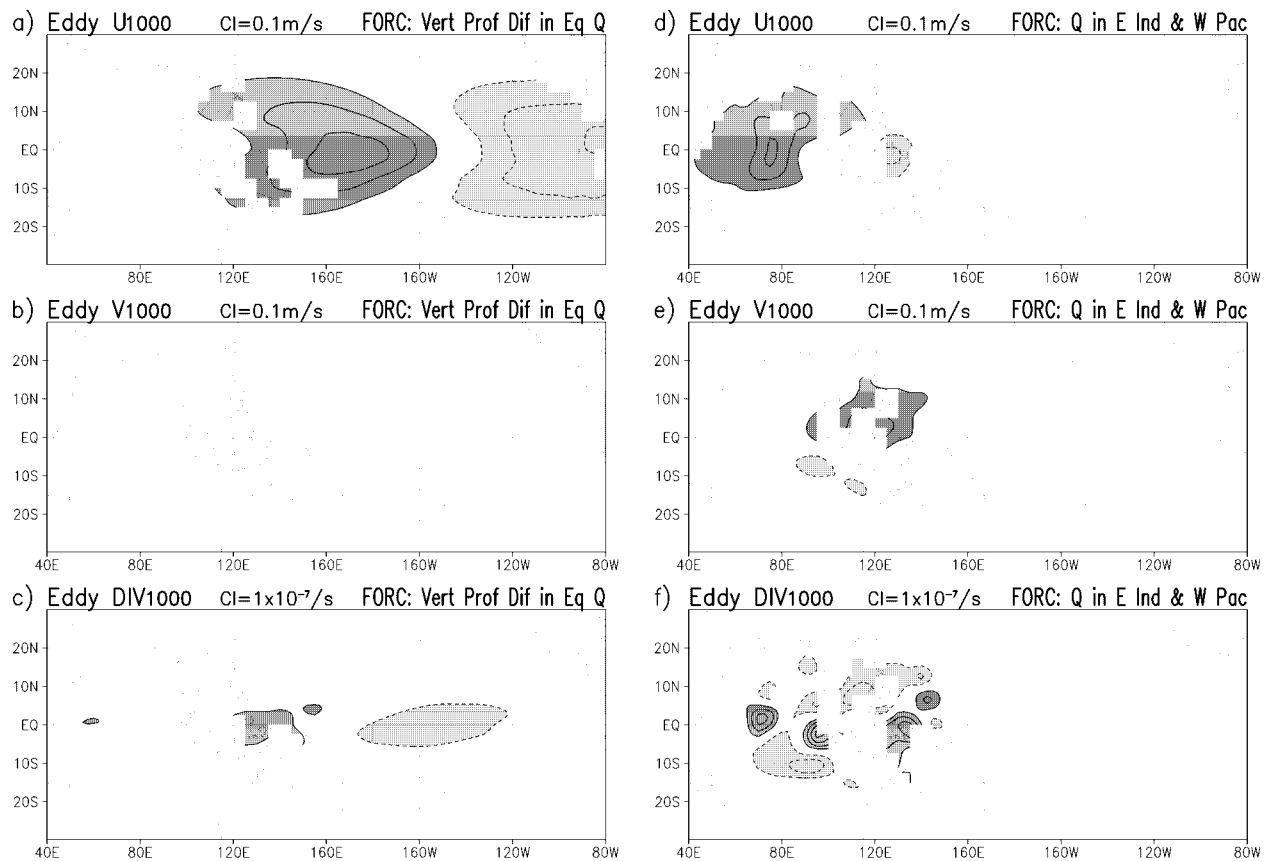 a) Eddy U1000 CI=0.1m/s FORC: Vert Prof Dif in Eq Q
20N
10N
EQ
10S
20S
80E 120E 160E 160W 120W
b) Eddy V1000 CI=0.1m/s FORC: Vert Prof Dif in Eq Q
20N
10N
EQ
10S
20S
40E 80E 120E 160E 160W 120W 80W
c) Eddy DIV1000 CI=1x10⁻⁷/s FORC: Vert Prof Dif in Eq Q
20N
10N
EQ
10S
20S
40E 80E 120E 160E 160W 120W 80W
d) Eddy U1000 CI=0.1m/s FORC: Q in E Ind & W Pac
20N
10N
EQ
10S
20S
40E 80E 120E 160E 160W 120W 80W
e) Eddy V1000 CI=0.1m/s FORC: Q in E Ind & W Pac
20N
10N
EQ
10S
20S
40E 80E 120E 160E 160W 120W 80W
f) Eddy DIV1000 CI=1x10⁻⁷/s FORC: Q in E Ind & W Pac
20N
10N
EQ
10S
20S
40E 80E 120E 160E 160W 120W 80W